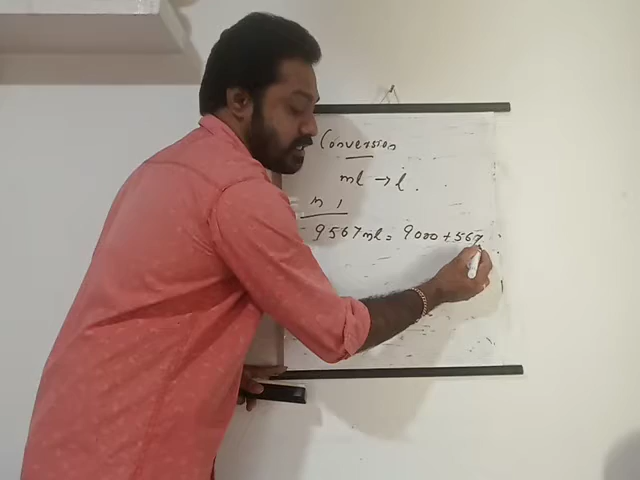 Conversion
ml → l.
9567ml = 9000 + 567